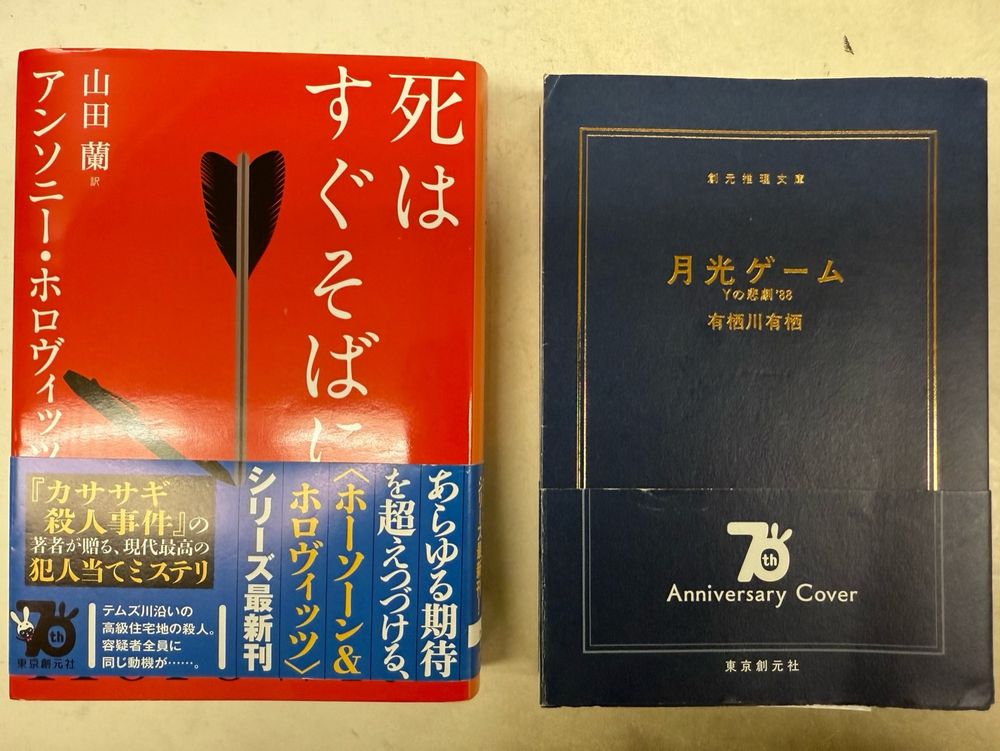 死は
すぐそばに
アンソニー・ホロヴィッツ
山田 蘭 訳
あらゆる期待
を超えつづける、
〈ホーソーン&
ホロヴィッツ〉
シリーズ最新刊
『カササギ
殺人事件』の
著者が贈る、現代最高の
犯人当てミステリ
テムズ川沿いの
高級住宅地の殺人。
容疑者全員に
同じ動機が……。
70th
東京創元社
創元推理文庫
月光ゲーム
Yの悲劇'88
有栖川有栖
70th
Anniversary Cover
東京創元社